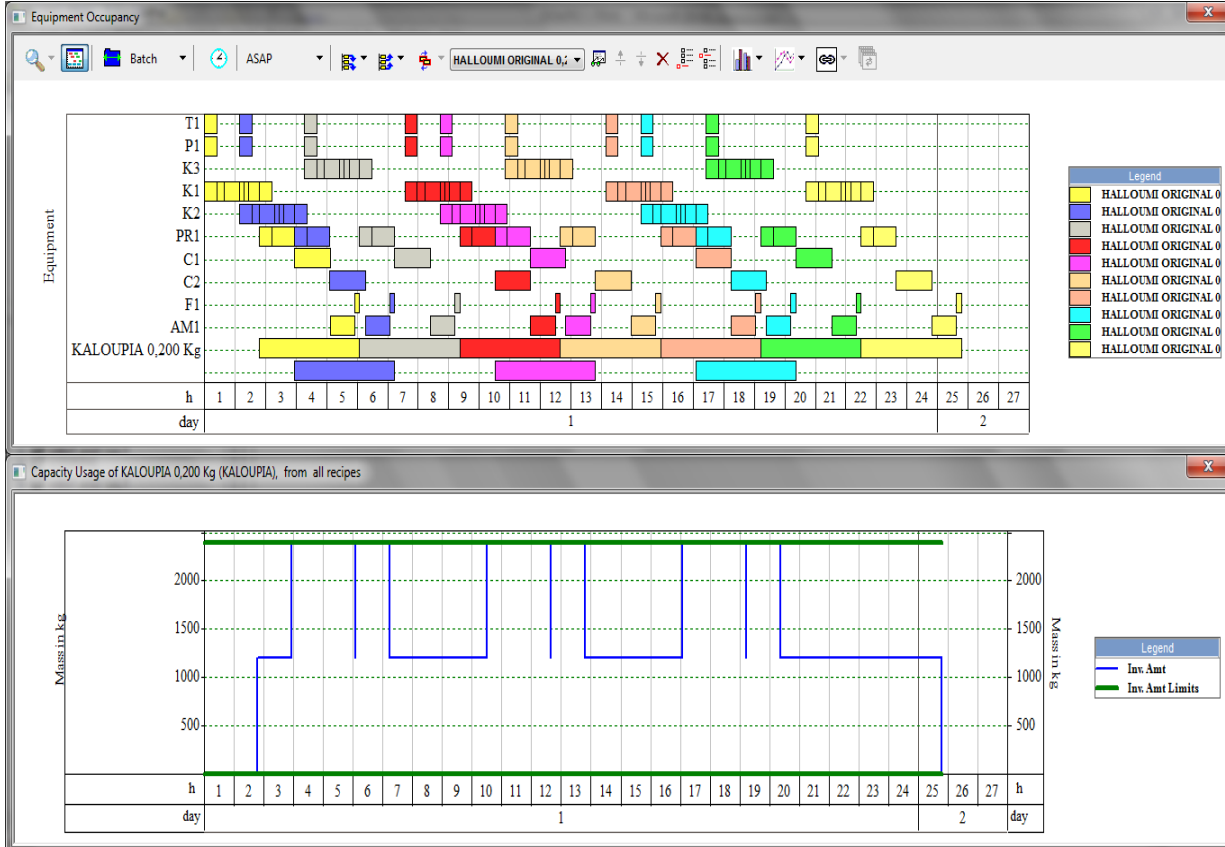 Equipment Occupancy
X
Batch ASAP HALLOUMI ORIGINAL 0,2
Equipment
T1
P1
K3
K1
K2
PR1
C1
C2
F1
AM1
KALOUPIA 0,200 Kg
h 1 2 3 4 5 6 7 8 9 10 11 12 13 14 15 16 17 18 19 20 21 22 23 24 25 26 27
day 1 2
Legend
HALLOUMI ORIGINAL 0
HALLOUMI ORIGINAL 0
HALLOUMI ORIGINAL 0
HALLOUMI ORIGINAL 0
HALLOUMI ORIGINAL 0
HALLOUMI ORIGINAL 0
HALLOUMI ORIGINAL 0
HALLOUMI ORIGINAL 0
HALLOUMI ORIGINAL 0
HALLOUMI ORIGINAL 0
Capacity Usage of KALOUPIA 0,200 Kg (KALOUPIA), from all recipes
X
Mass in kg
2000 2000
1500 1500
1000 1000
500 500
Mass in kg
h 1 2 3 4 5 6 7 8 9 10 11 12 13 14 15 16 17 18 19 20 21 22 23 24 25 26 27 h
day 1 2 day
Legend
Inv. Amt
Inv. Amt Limits